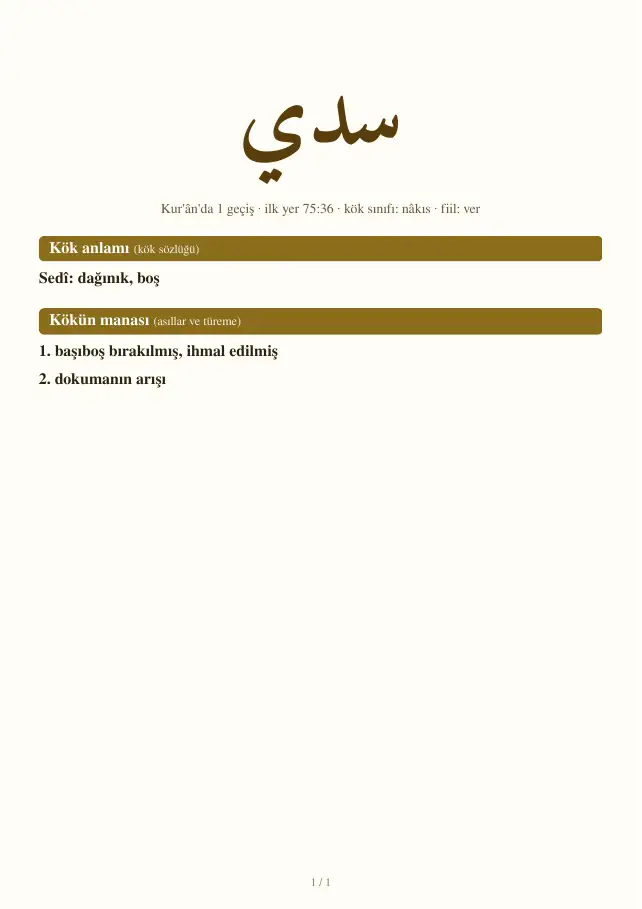 سدي
Kur'ân'da 1 geçiş · ilk yer 75:36 · kök sınıfı: nâkıs · fiil: ver
Kök anlamı (kök sözlüğü)
Sedî: dağınık, boş
Kökün manası (asıllar ve türeme)
1. başıboş bırakılmış, ihmal edilmiş
2. dokumanın arışı
1 / 1